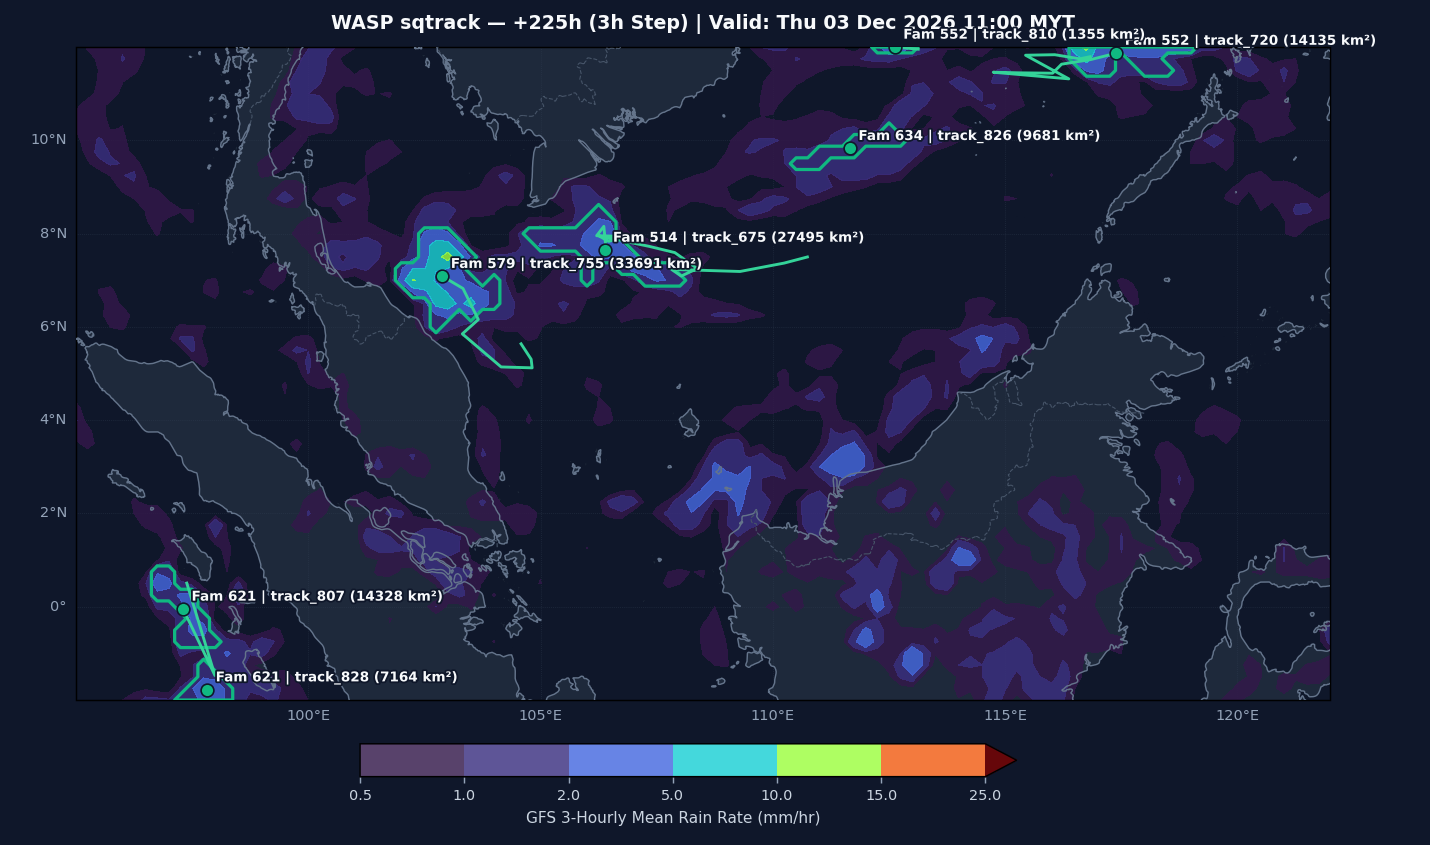 WASP sqtrack — +225h (3h Step) | Valid: Thu 03 Dec 2026 11:00 MYT
Fam 552 | track_810 (1355 km²)
Fam 552 | track_720 (14135 km²)
Fam 634 | track_826 (9681 km²)
Fam 514 | track_675 (27495 km²)
Fam 579 | track_755 (33691 km²)
Fam 621 | track_807 (14328 km²)
Fam 621 | track_828 (7164 km²)
10°N
8°N
6°N
4°N
2°N
0°
100°E 105°E 110°E 115°E 120°E
0.5 1.0 2.0 5.0 10.0 15.0 25.0
GFS 3-Hourly Mean Rain Rate (mm/hr)